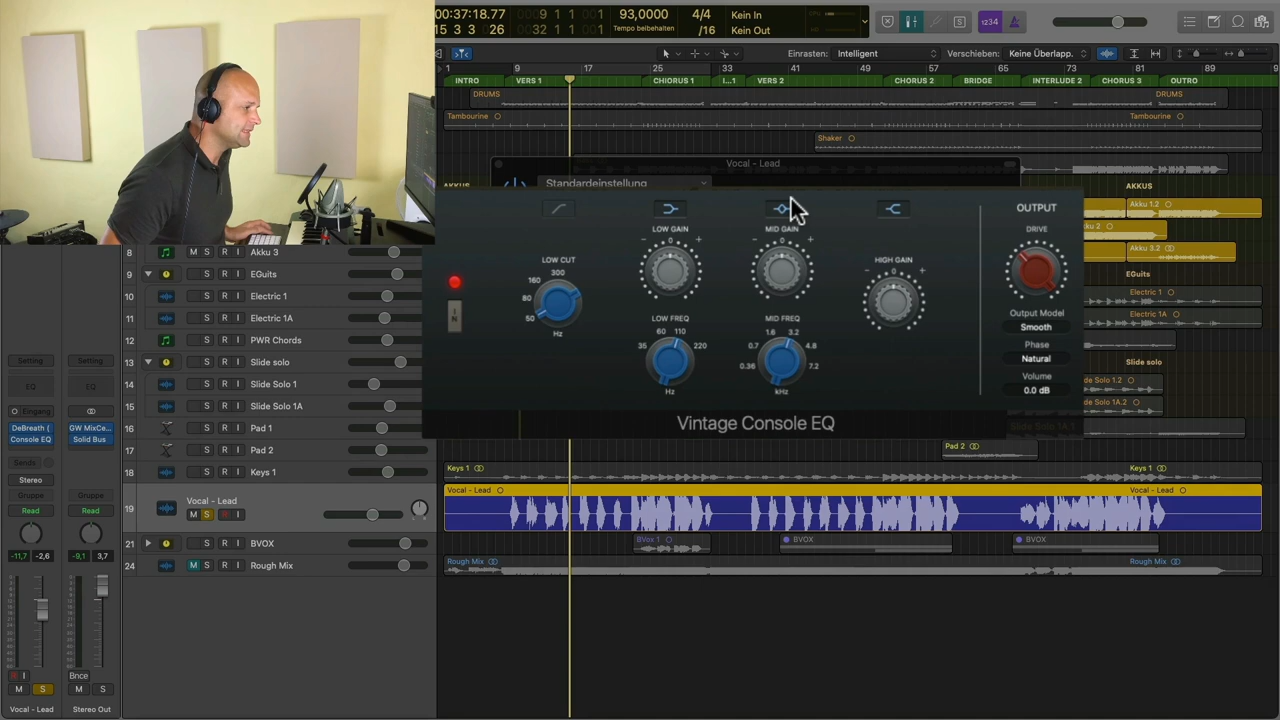 00:37:18.77
15 3 3 026
0009 1 1 001
0032 1 1 001
93,0000
Tempo beibehalten
4/4
/16
Kein In
Kein Out
CPU
1234
Einrasten: Intelligent
Verschieben: Keine Überlapp.
1 9 17 25 33 41 49 57 65 73 81 89
INTRO VERS 1 CHORUS 1 I...1 VERS 2 CHORUS 2 BRIDGE INTERLUDE 2 CHORUS 3 OUTRO
DRUMS DRUMS
Tambourine Tambourine
Shaker
Vocal - Lead
Standardeinstellung
AKKUS
Akku 1.2
Akku 3.2
EGuits
Electric 1
Electric 1A
Slide solo
OUTPUT
LOW GAIN
MID GAIN
DRIVE
LOW CUT
HIGH GAIN
50 80 160 300
Hz
LOW FREQ
35 60 110 220
Hz
MID FREQ
0.36 0.7 1.6 3.2 4.8 7.2
kHz
IN
Output Model
Smooth
Phase
Natural
Volume
0.0 dB
Vintage Console EQ
8 M S R I Akku 3
9 S EGuits
10 S R I Electric 1
11 S R I Electric 1A
12 S R I PWR Chords
13 S Slide solo
14 S R I Slide Solo 1
15 S R I Slide Solo 1A
16 S R I Pad 1
17 S R I Pad 2
18 S R I Keys 1
19 Vocal - Lead
M S R I
21 S BVOX
24 M S R I Rough Mix
Pad 2
Keys 1 Keys 1
Vocal - Lead Vocal - Lead
BVox 1 BVOX BVOX
Rough Mix Rough Mix
Setting Setting
EQ EQ
Eingang
DeBreath ( GW MixCe...
Console EQ Solid Bus
Sends
Stereo
Gruppe Gruppe
Read Read
-11,7 -2,6 -9,1 3,7
R I Bnce
M S M S
Vocal - Lead Stereo Out